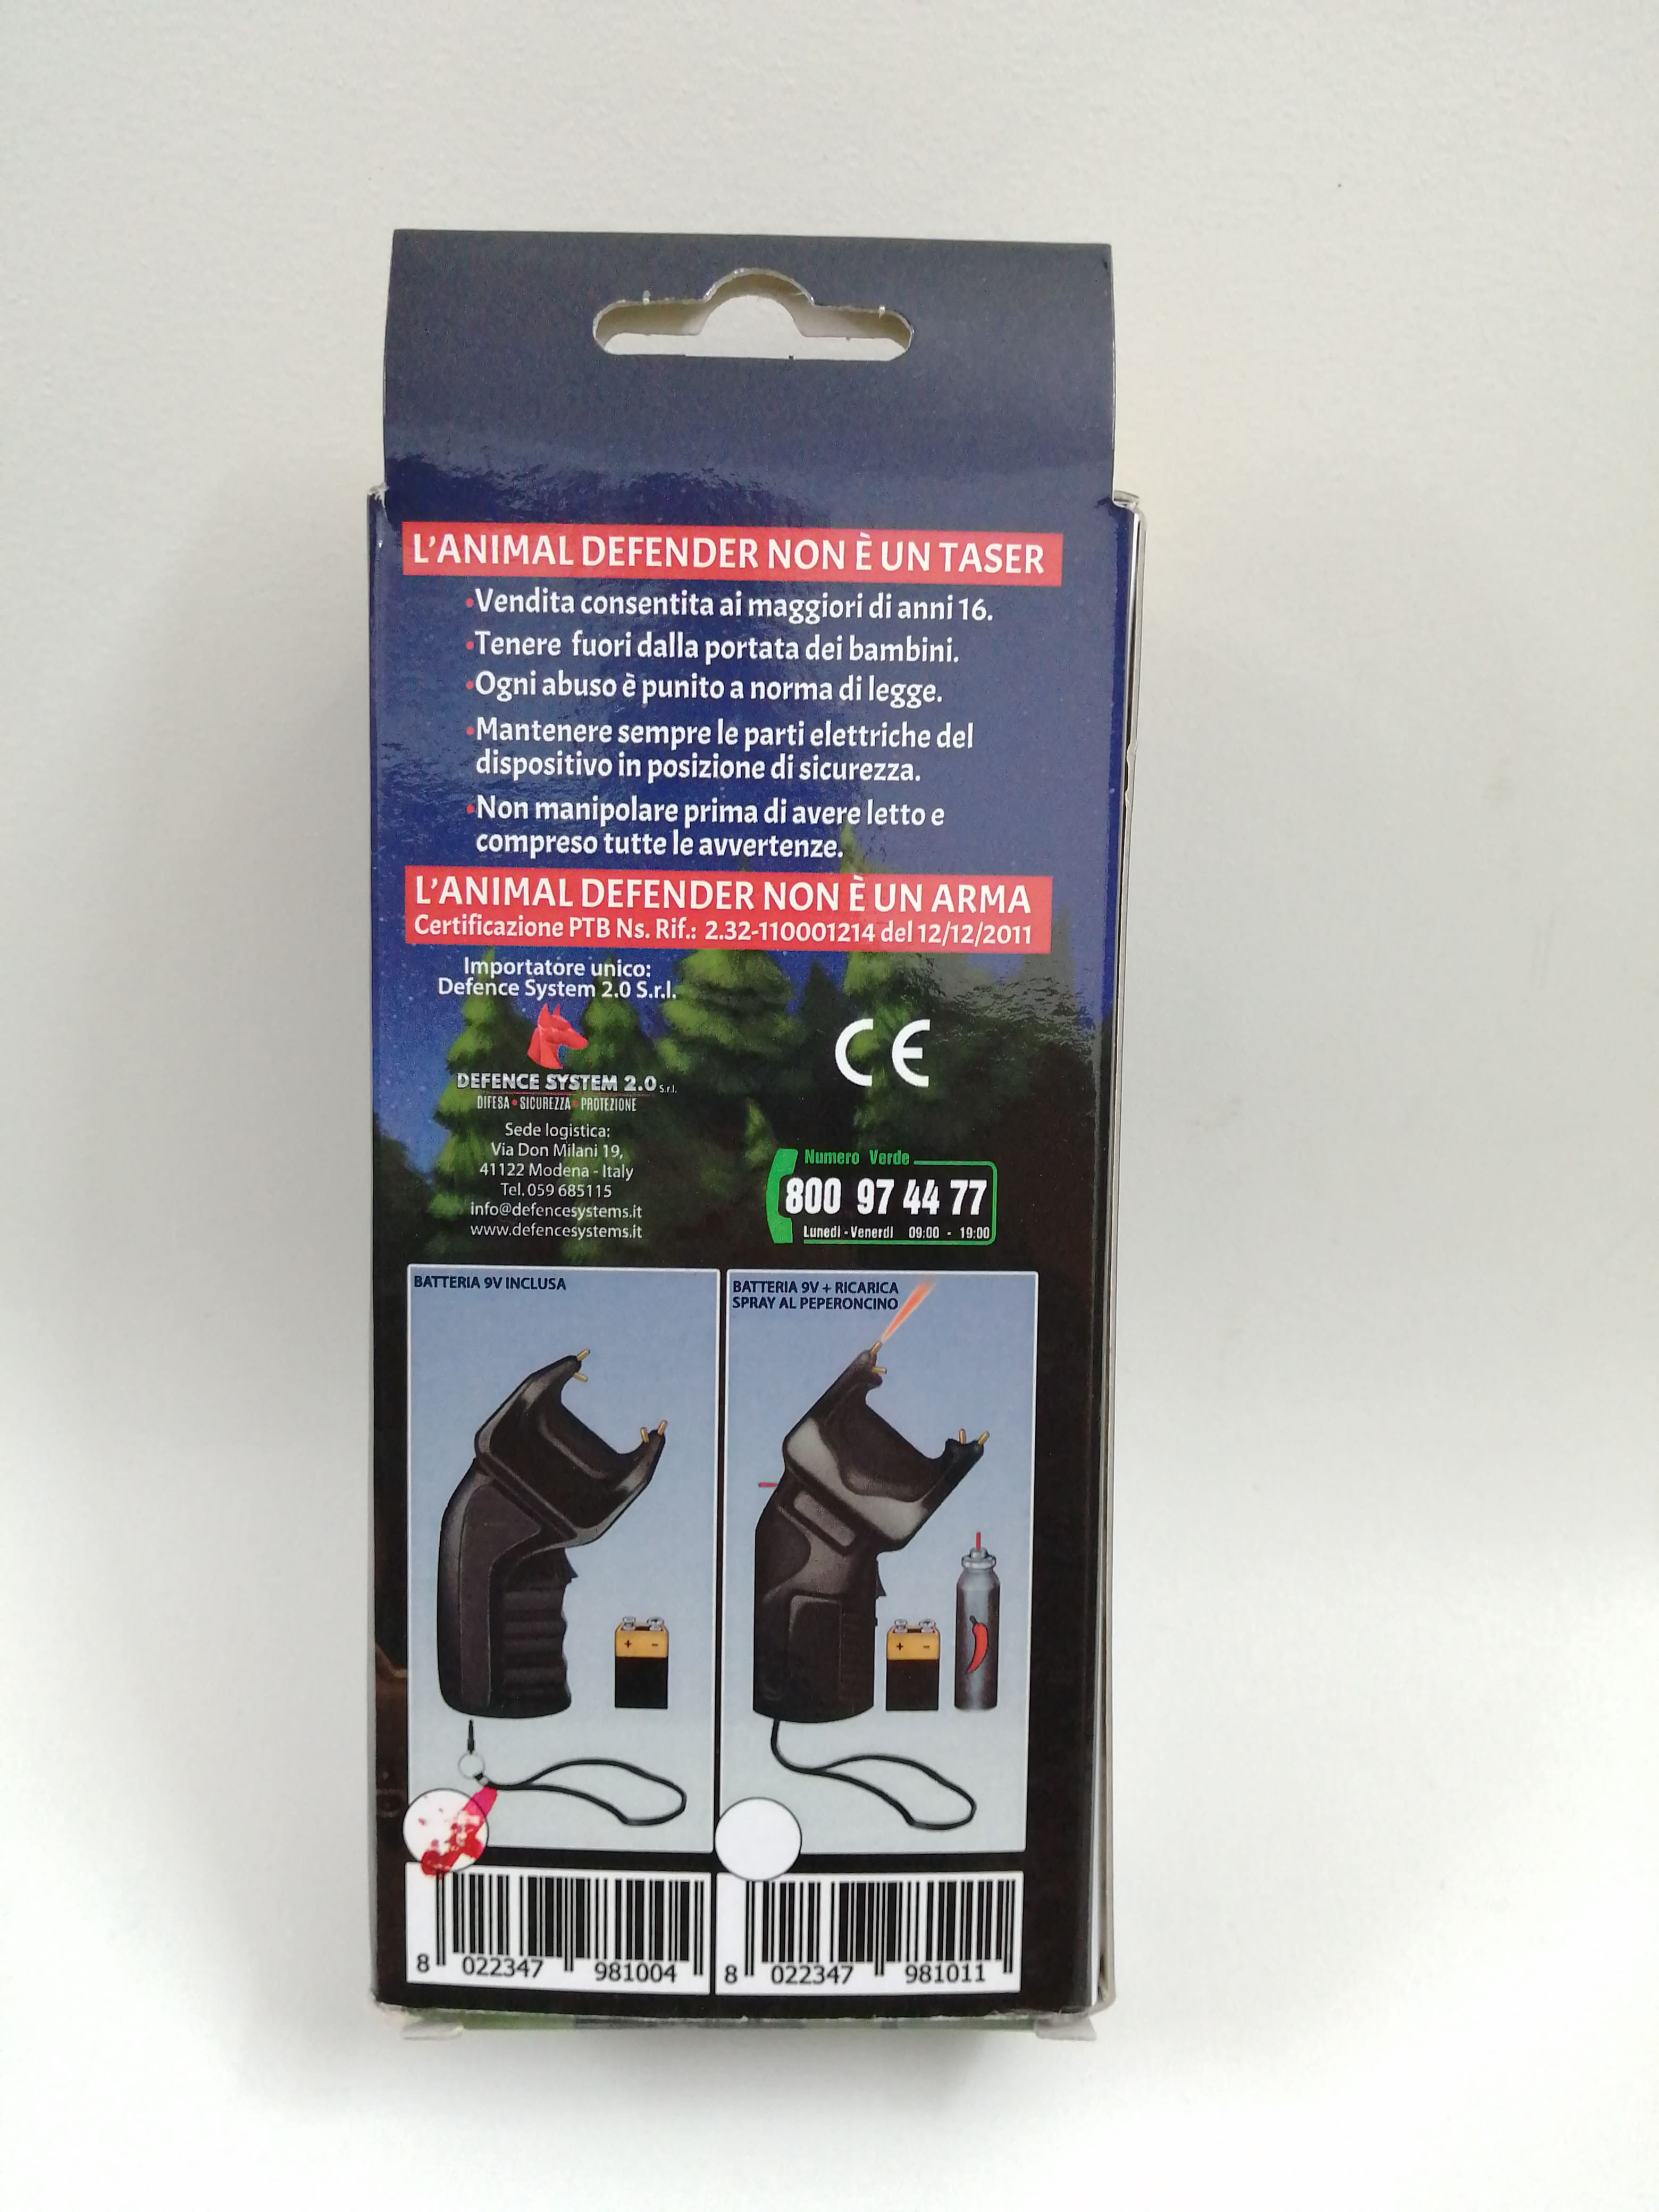 L'ANIMAL DEFENDER NON È UN TASER
•Vendita consentita ai maggiori di anni 16.
•Tenere fuori dalla portata dei bambini.
•Ogni abuso è punito a norma di legge.
•Mantenere sempre le parti elettriche del
dispositivo in posizione di sicurezza.
•Non manipolare prima di avere letto e
compreso tutte le avvertenze.
L'ANIMAL DEFENDER NON È UN ARMA
Certificazione PTB Ns. Rif.: 2.32-110001214 del 12/12/2011
Importatore unico:
Defence System 2.0 S.r.l.
DEFENCE SYSTEM 2.0 S.r.l.
DIFESA • SICUREZZA • PROTEZIONE
Sede logistica:
Via Don Milani 19,
41122 Modena - Italy
Tel. 059 685115
info@defencesystems.it
www.defencesystems.it
CE
Numero Verde
800 97 44 77
Lunedì - Venerdì 09:00 - 19:00
BATTERIA 9V INCLUSA
+ -
BATTERIA 9V + RICARICA
SPRAY AL PEPERONCINO
+ -
8 022347 981004
8 022347 981011